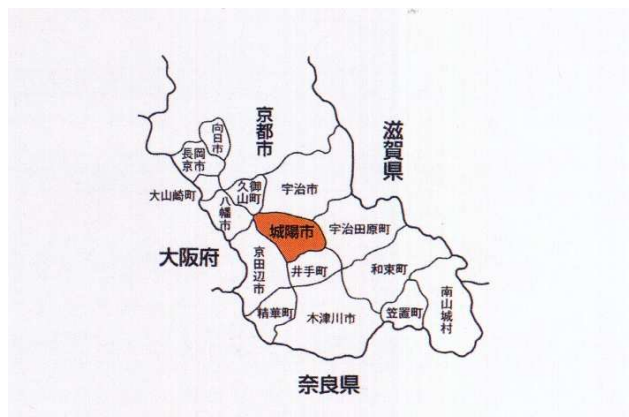 京都市
滋賀県
向日市
長岡
京市
久御
山町
宇治市
大山崎町
八幡市
城陽市
宇治田原町
大阪府
京田辺市
井手町
和束町
南山城村
精華町
木津川市
笠置町
奈良県